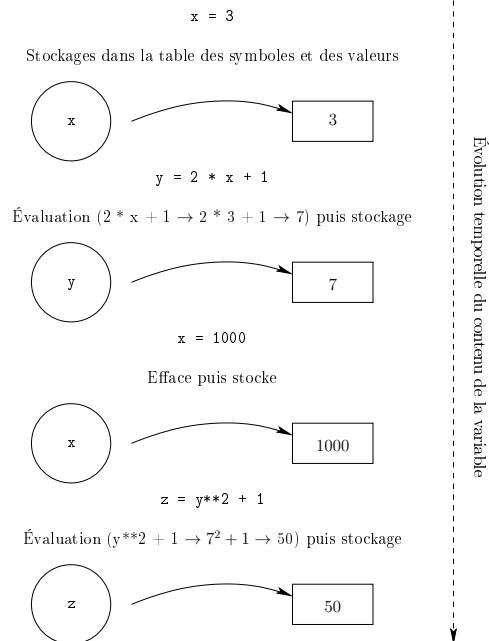 x = 3
Stockages dans la table des symboles et des valeurs
x
3
y = 2 * x + 1
Évaluation (2 * x + 1 → 2 * 3 + 1 → 7) puis stockage
y
7
x = 1000
Efface puis stocke
x
1000
z = y**2 + 1
Évaluation (y**2 + 1 → 7² + 1 → 50) puis stockage
z
50
Évolution temporelle du contenu de la variable